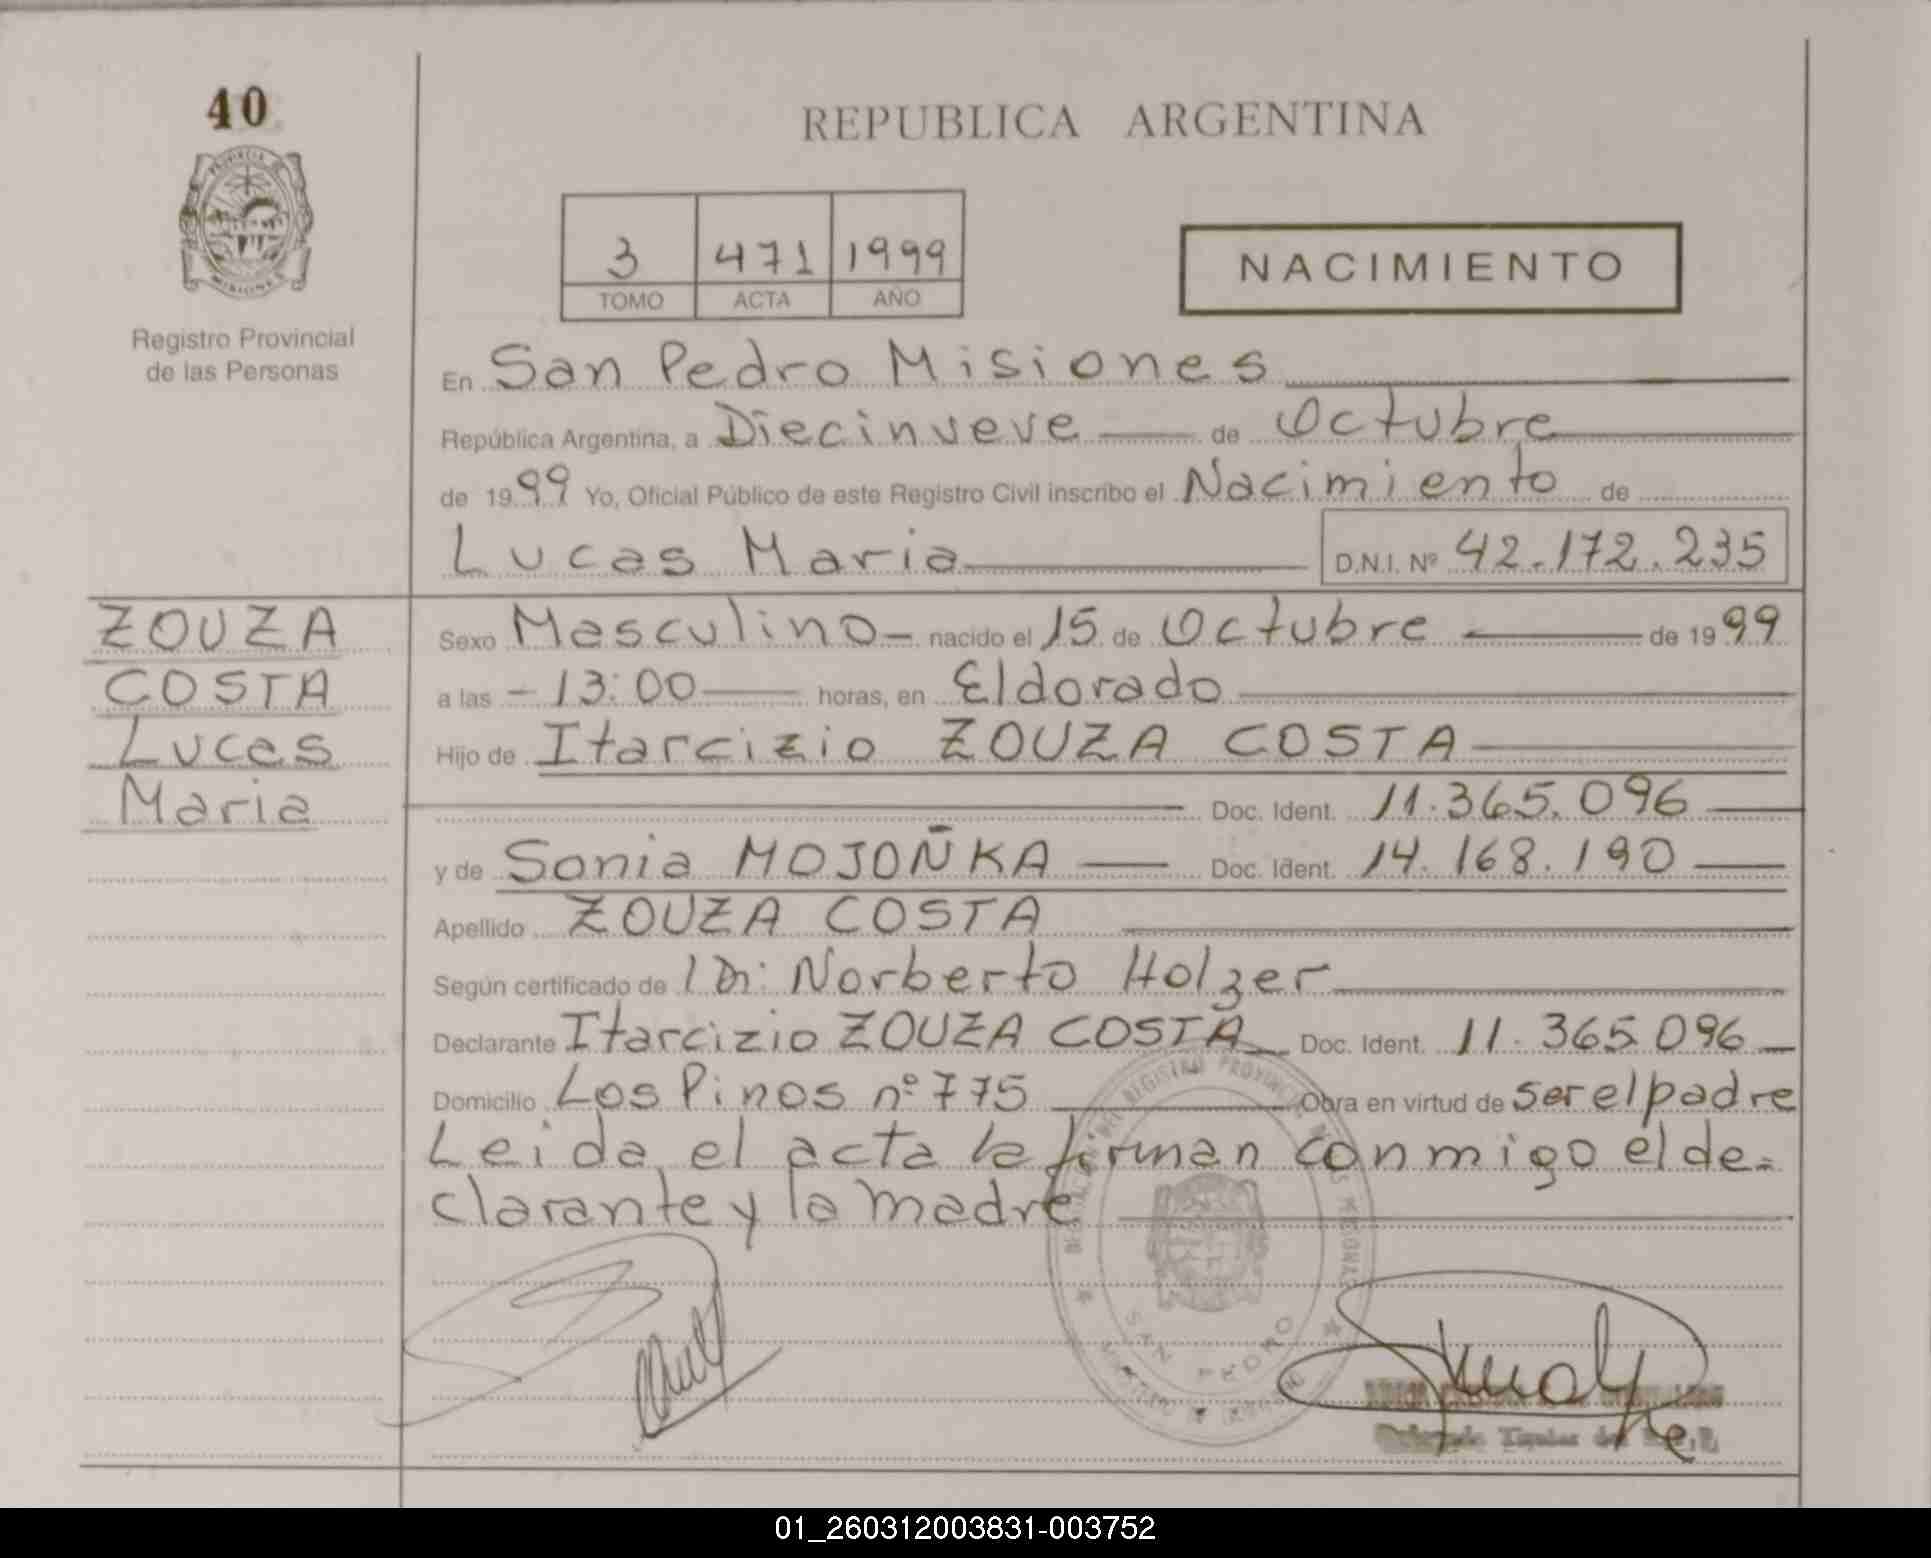 40
REPUBLICA ARGENTINA
3 471 1999
TOMO ACTA AÑO
NACIMIENTO
Registro Provincial
de las Personas
En San Pedro Misiones
República Argentina, a Diecinueve de Octubre
de 1999 Yo, Oficial Público de este Registro Civil inscribo el Nacimiento de
Lucas Maria D.N.I. Nº 42.172.235
ZOUZA
COSTA
Lucas
Maria
Sexo Masculino nacido el 15 de Octubre de 1999
a las 13:00 horas, en Eldorado
Hijo de Itarcizio ZOUZA COSTA
Doc. Ident. 11.365.096
y de Sonia MOJOÑKA Doc. Ident. 14.168.190
Apellido ZOUZA COSTA
Según certificado de Norberto Holzer
Declarante Itarcizio ZOUZA COSTA Doc. Ident. 11.365.096
Domicilio Los Pinos nº 775 Obra en virtud de ser el padre
Leida el acta la firman conmigo el de=
clarante y la madre
SAN PEDRO
Titular del
01_260312003831-003752